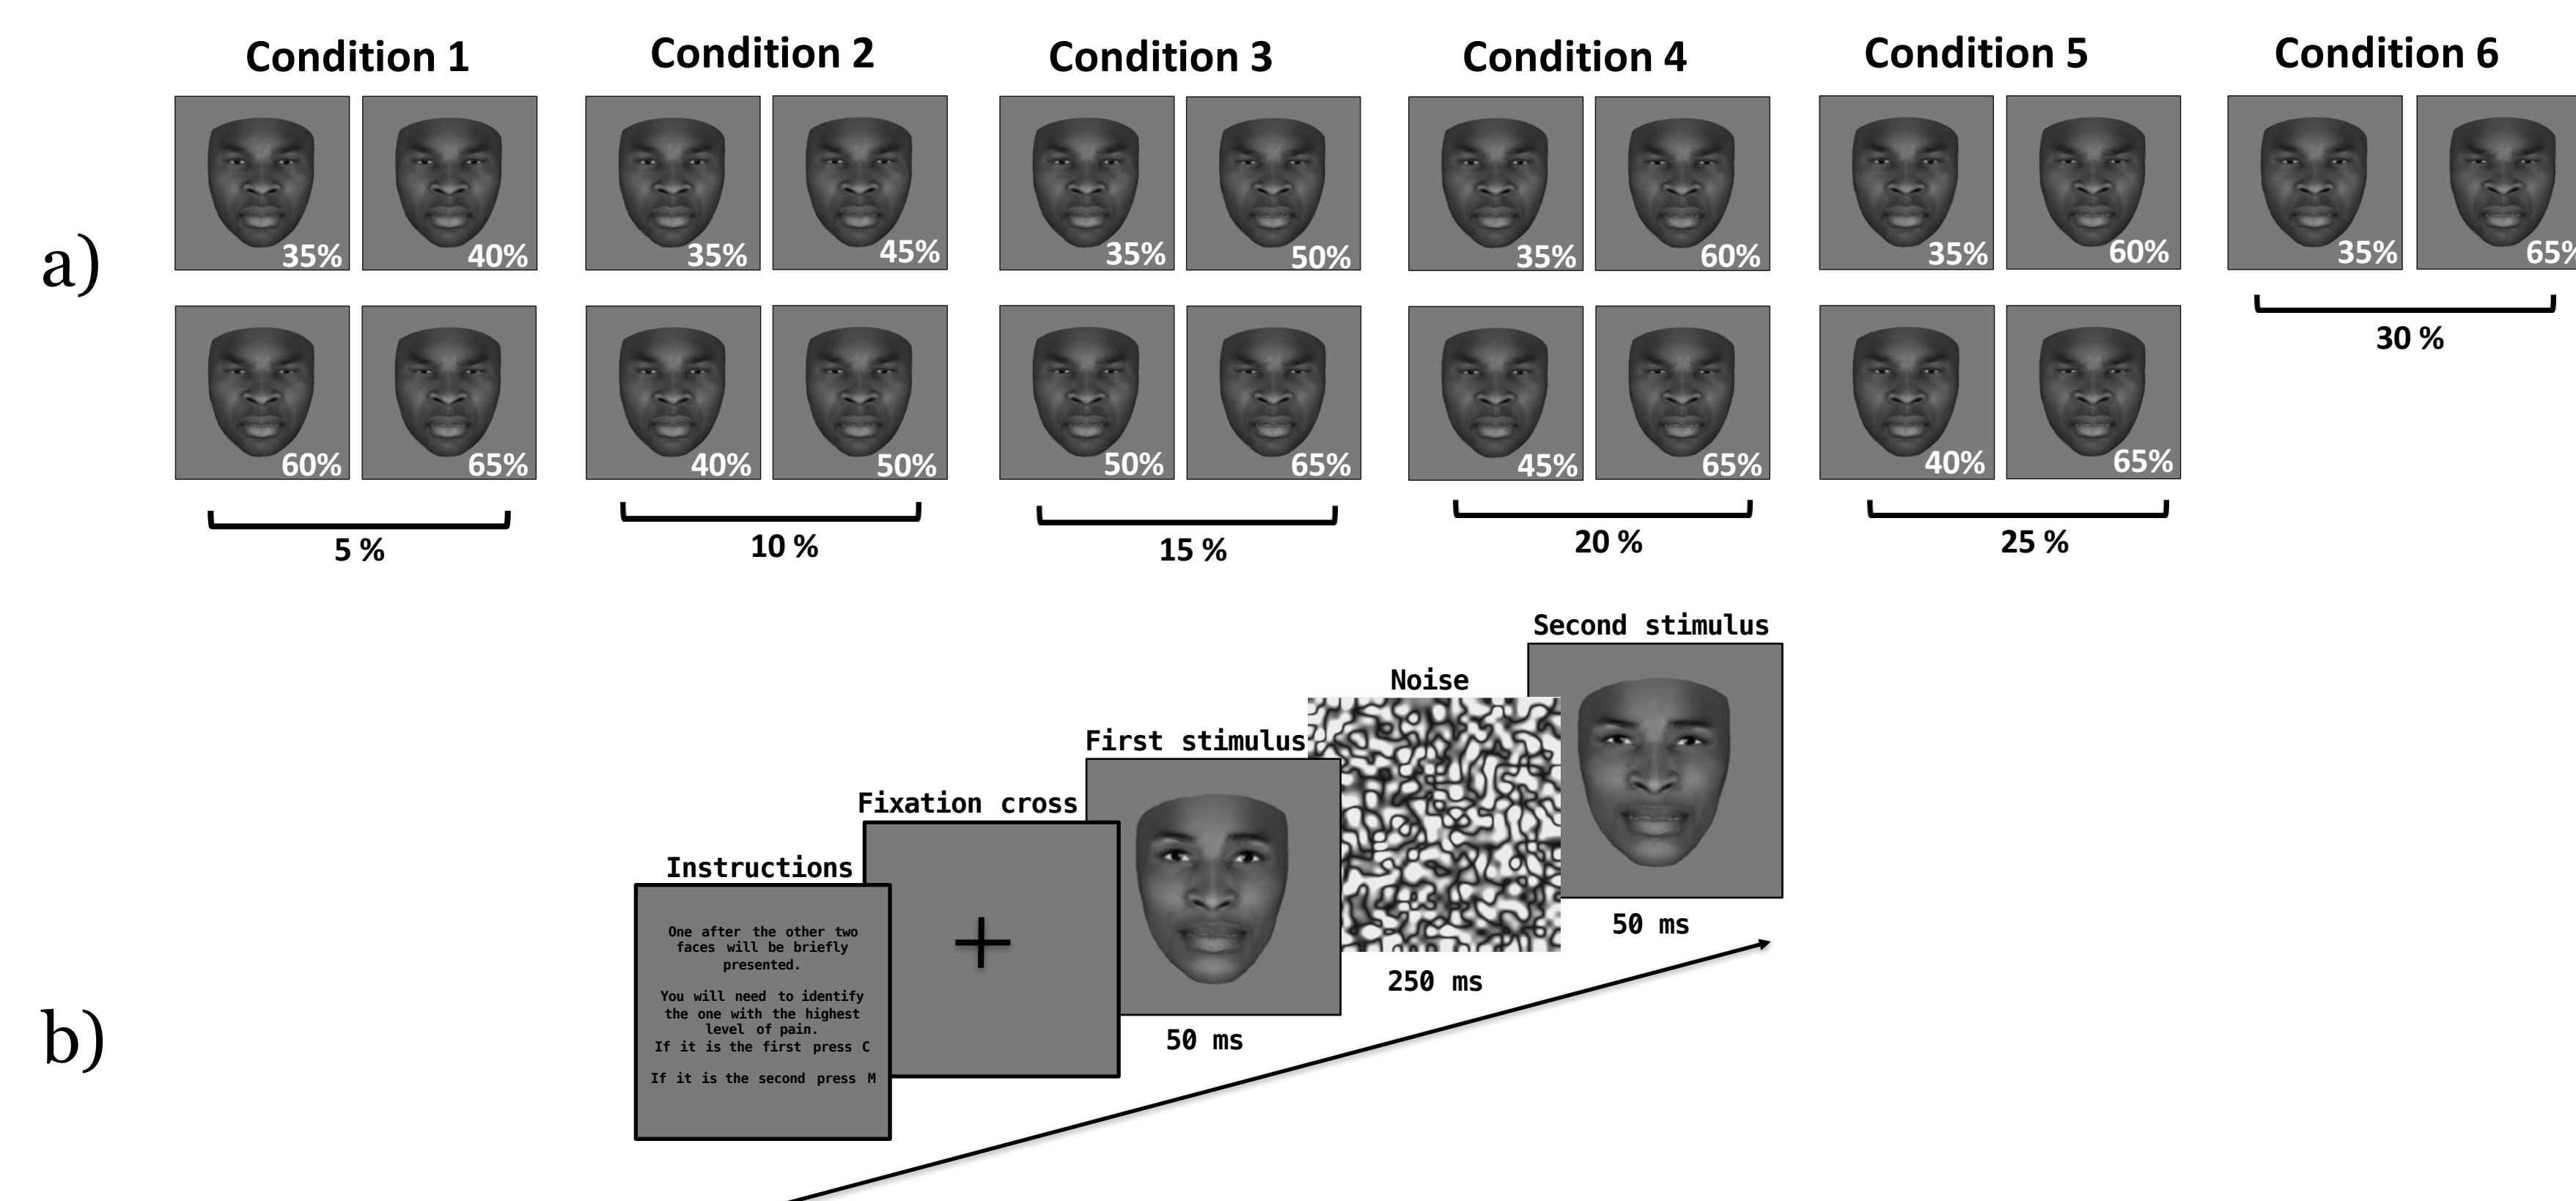 Condition 1 Condition 2 Condition 3 Condition 4 Condition 5 Condition 6
a)
35% 40% 35% 45% 35% 50% 35% 60% 35% 60% 35% 65%
30 %
60% 65% 40% 50% 50% 65% 45% 65% 40% 65%
5 % 10 % 15 % 20 % 25 %
b)
Instructions
One after the other two
faces will be briefly
presented.
You will need to identify
the one with the highest
level of pain.
If it is the first press C
If it is the second press M
Fixation cross
First stimulus
50 ms
Noise
250 ms
Second stimulus
50 ms